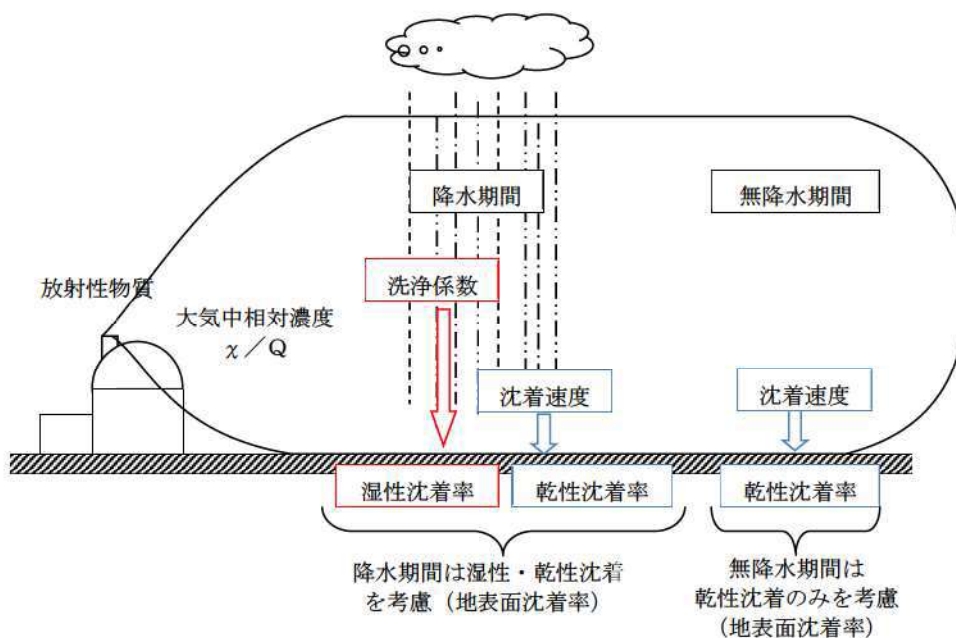 降水期間
無降水期間
洗浄係数
放射性物質
大気中相対濃度
χ／Q
沈着速度
沈着速度
湿性沈着率
乾性沈着率
乾性沈着率
降水期間は湿性・乾性沈着
を考慮（地表面沈着率）
無降水期間は
乾性沈着のみを考慮
（地表面沈着率）